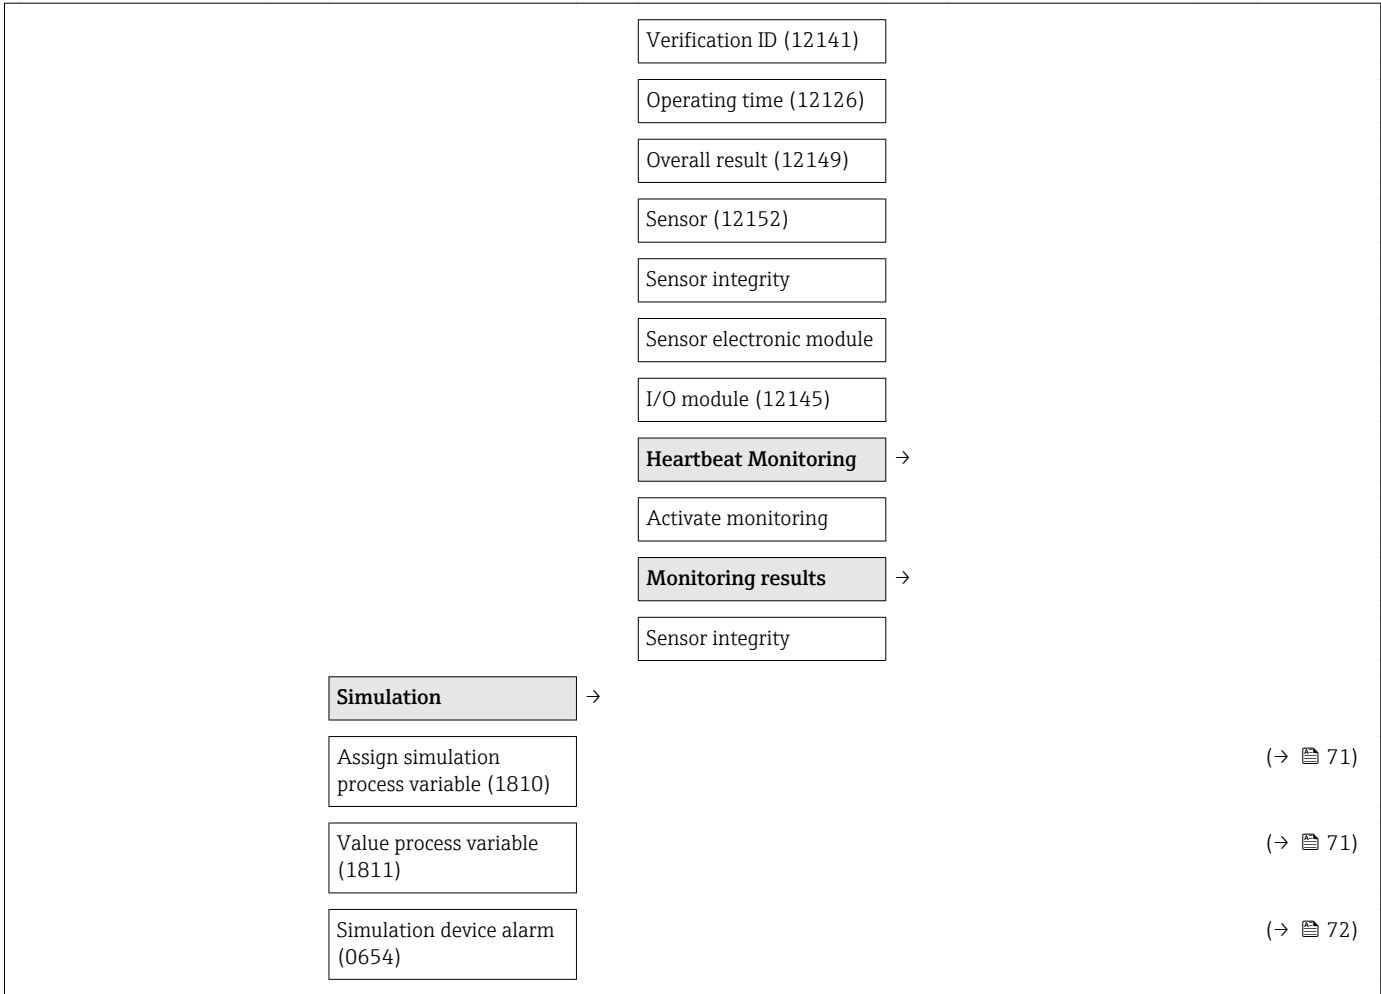 Verification ID (12141)
Operating time (12126)
Overall result (12149)
Sensor (12152)
Sensor integrity
Sensor electronic module
I/O module (12145)
Heartbeat Monitoring →
Activate monitoring
Monitoring results →
Sensor integrity
Simulation →
Assign simulation
process variable (1810)
(→ 🖹 71)
Value process variable
(1811)
(→ 🖹 71)
Simulation device alarm
(0654)
(→ 🖹 72)